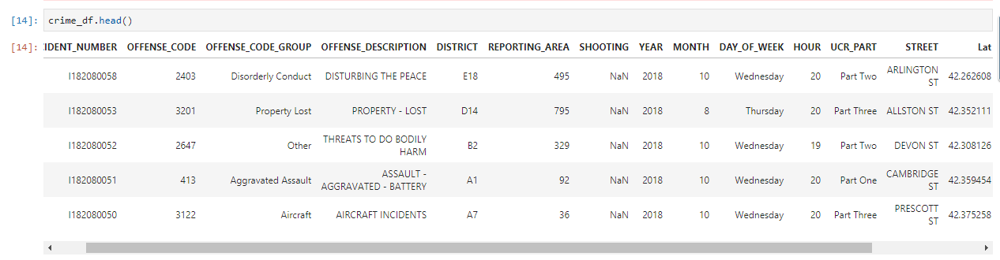 [14]: crime_df.head()
[14]: IDENT_NUMBER OFFENSE_CODE OFFENSE_CODE_GROUP OFFENSE_DESCRIPTION DISTRICT REPORTING_AREA SHOOTING YEAR MONTH DAY_OF_WEEK HOUR UCR_PART STREET Lat
I182080058 2403 Disorderly Conduct DISTURBING THE PEACE E18 495 NaN 2018 10 Wednesday 20 Part Two ARLINGTON ST 42.262608
I182080053 3201 Property Lost PROPERTY - LOST D14 795 NaN 2018 8 Thursday 20 Part Three ALLSTON ST 42.352111
I182080052 2647 Other THREATS TO DO BODILY HARM B2 329 NaN 2018 10 Wednesday 19 Part Two DEVON ST 42.308126
I182080051 413 Aggravated Assault ASSAULT - AGGRAVATED - BATTERY A1 92 NaN 2018 10 Wednesday 20 Part One CAMBRIDGE ST 42.359454
I182080050 3122 Aircraft AIRCRAFT INCIDENTS A7 36 NaN 2018 10 Wednesday 20 Part Three PRESCOTT ST 42.375258